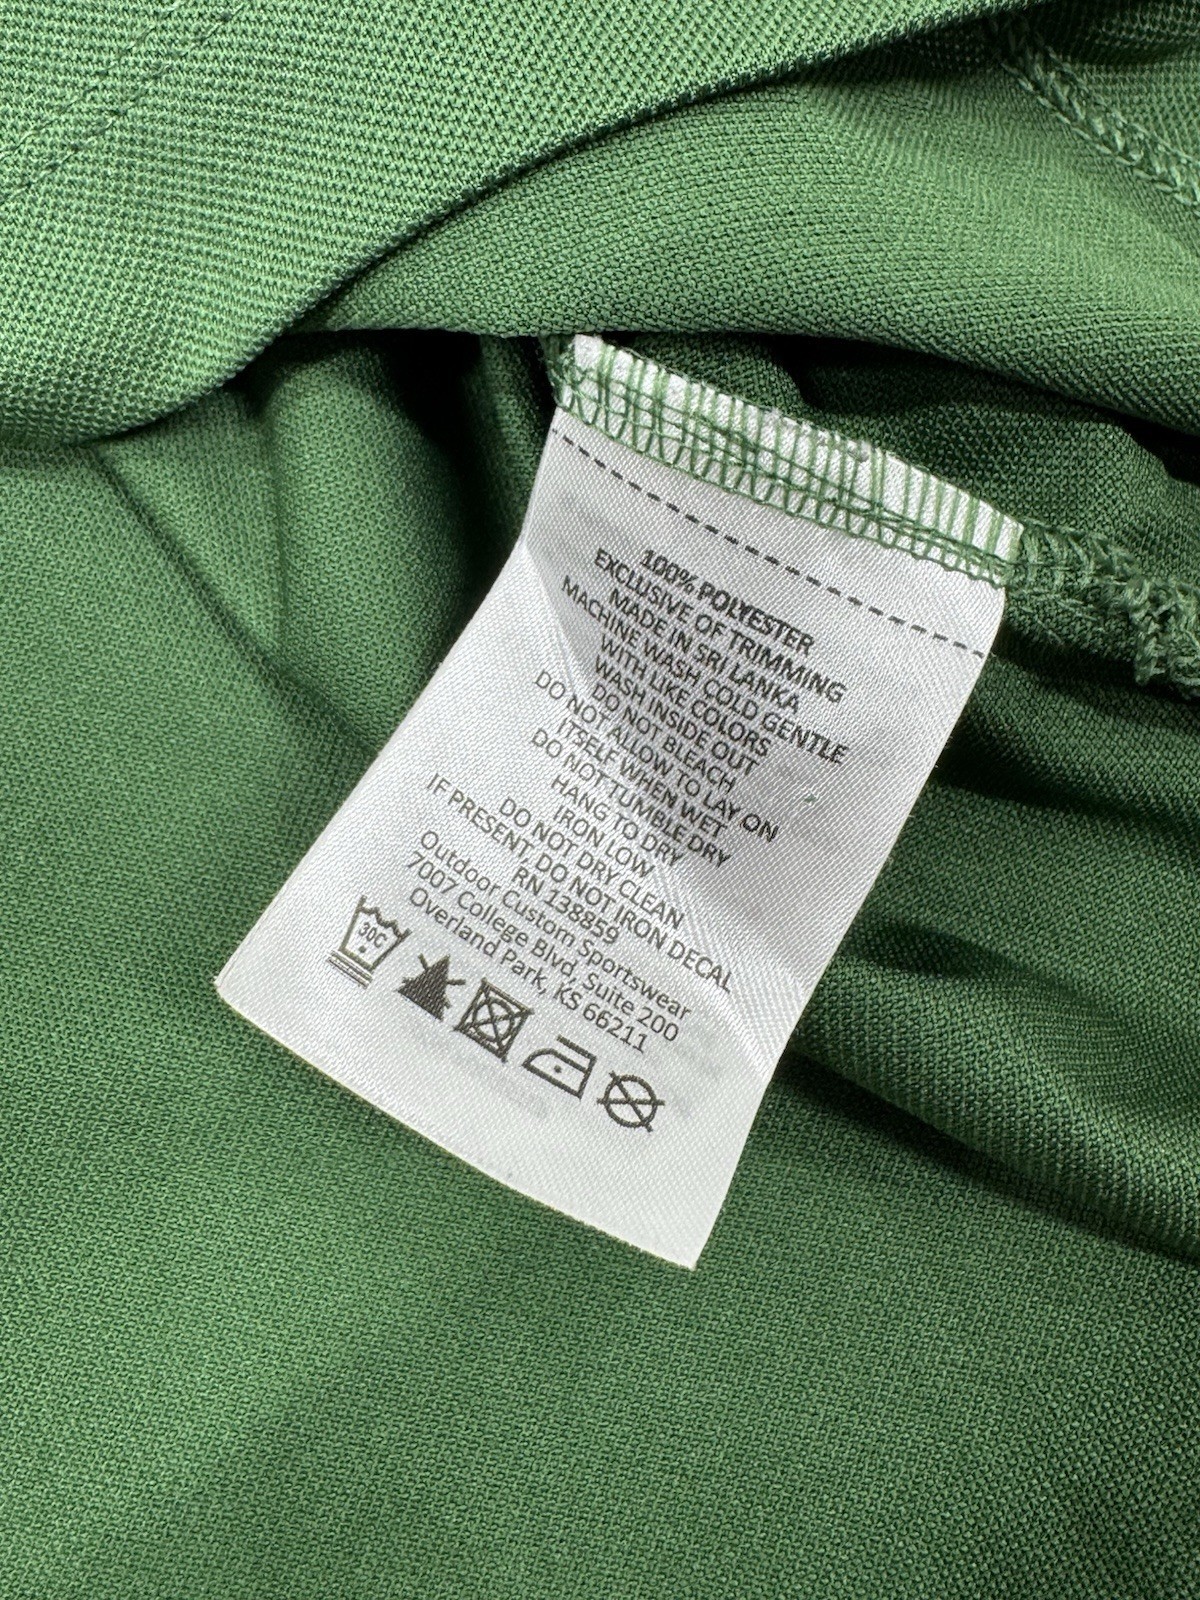 100% POLYESTER
EXCLUSIVE OF TRIMMING
MADE IN SRI LANKA
MACHINE WASH COLD GENTLE
WITH LIKE COLORS
WASH INSIDE OUT
DO NOT BLEACH
DO NOT ALLOW TO LAY ON
ITSELF WHEN WET
DO NOT TUMBLE DRY
HANG TO DRY
IRON LOW
DO NOT DRY CLEAN
IF PRESENT, DO NOT IRON DECAL
RN 138859
Outdoor Custom Sportswear
7007 College Blvd, Suite 200
Overland Park, KS 66211
30C